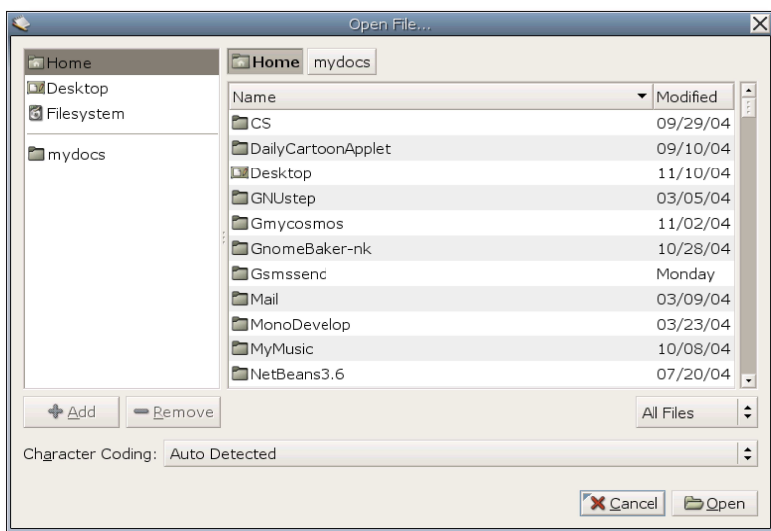 Open File...
Home
Desktop
Filesystem
mydocs
Home mydocs
Name Modified
CS 09/29/04
DailyCartoonApplet 09/10/04
Desktop 11/10/04
GNUstep 03/05/04
Gmycosmos 11/02/04
GnomeBaker-nk 10/28/04
Gsmssend Monday
Mail 03/09/04
MonoDevelop 03/23/04
MyMusic 10/08/04
NetBeans3.6 07/20/04
Add Remove All Files
Character Coding: Auto Detected
Cancel Open